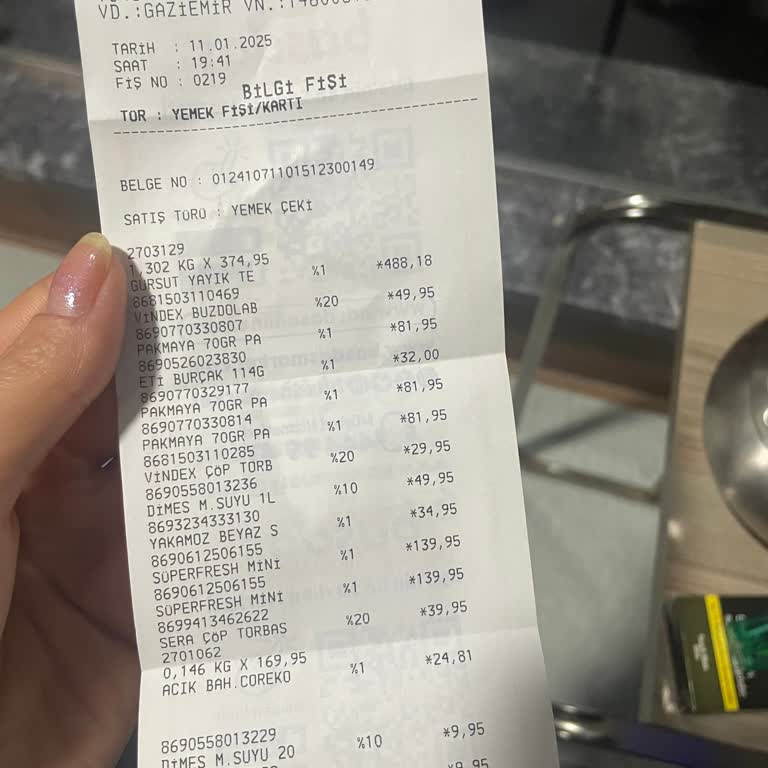 VD.:GAZİEMİR VN.:
TARİH : 11.01.2025
SAAT : 19:41
FİŞ NO : 0219
BİLGİ FİŞİ
TÜR : YEMEK FİŞİ/KARTI
BELGE NO : 01241071101512300149
SATIŞ TÜRÜ : YEMEK ÇEKİ
2703129
1,302 KG X 374,95
GÜRSUT YAYIK TE %1 *488,18
8681503110469
VİNDEX BUZDOLAB %20 *49,95
8690770330807
PAKMAYA 70GR PA %1 *81,95
8690526023830
ETİ BURÇAK 114G %1 *32,00
8690770329177
PAKMAYA 70GR PA %1 *81,95
8690770330814
PAKMAYA 70GR PA %1 *81,95
8681503110285
VİNDEX ÇÖP TORB %20 *29,95
8690558013236
DİMES M.SUYU 1L %10 *49,95
8693234333130
YAKAMOZ BEYAZ S %1 *34,95
8690612506155
SÜPERFRESH MİNİ %1 *139,95
8690612506155
SÜPERFRESH MİNİ %1 *139,95
8699413462622
SERA ÇÖP TORBAS %20 *39,95
2701062
0,146 KG X 169,95
ACIK BAH.COREKO %1 *24,81
8690558013229
DİMES M.SUYU 20 %10 *9,95
*9,95